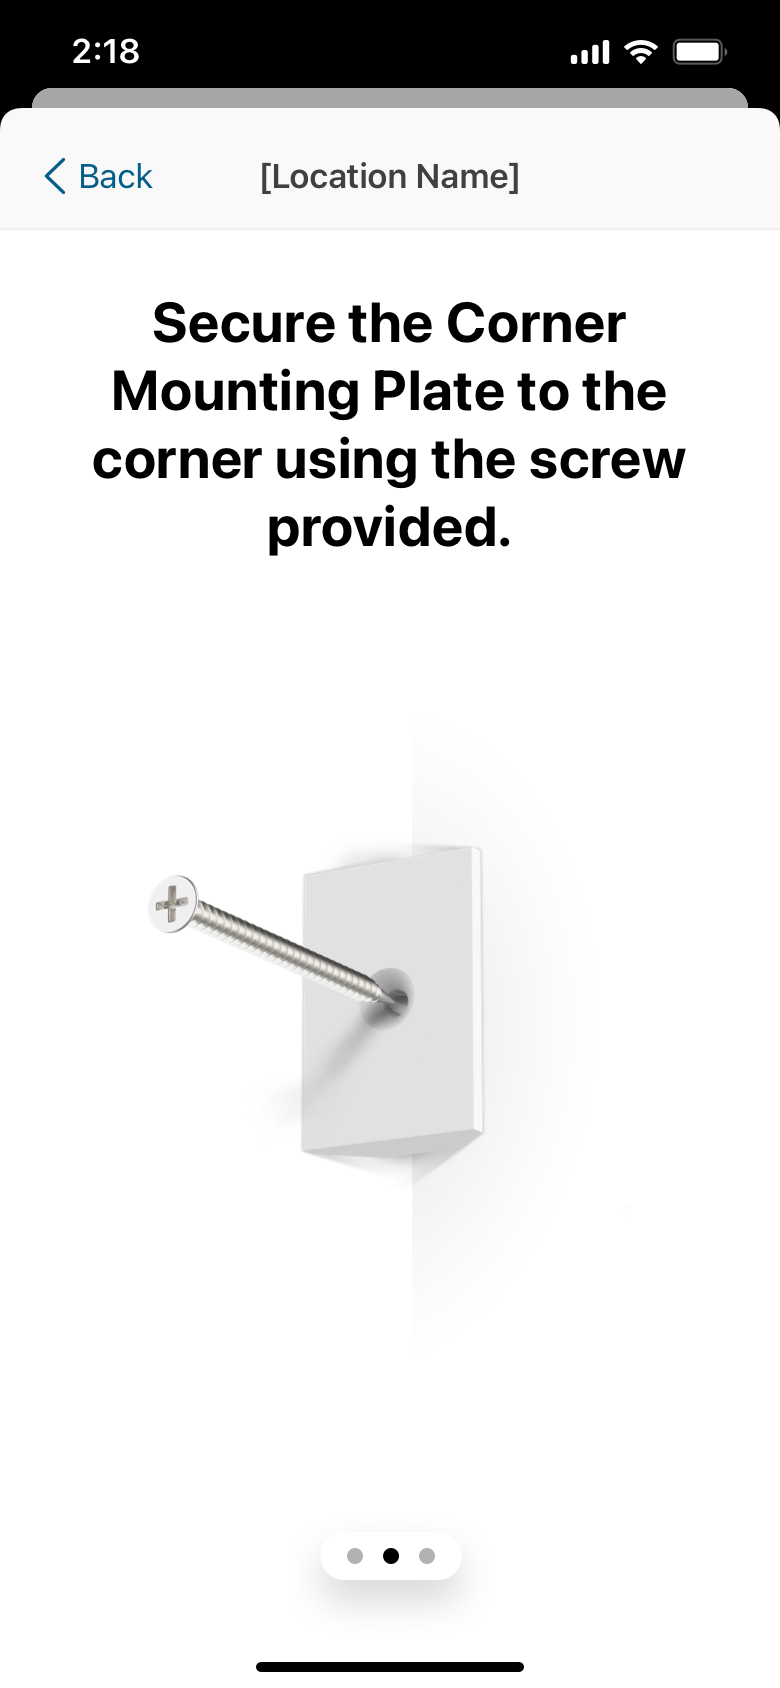 2:18
Back
[Location Name]
Secure the Corner
Mounting Plate to the
corner using the screw
provided.